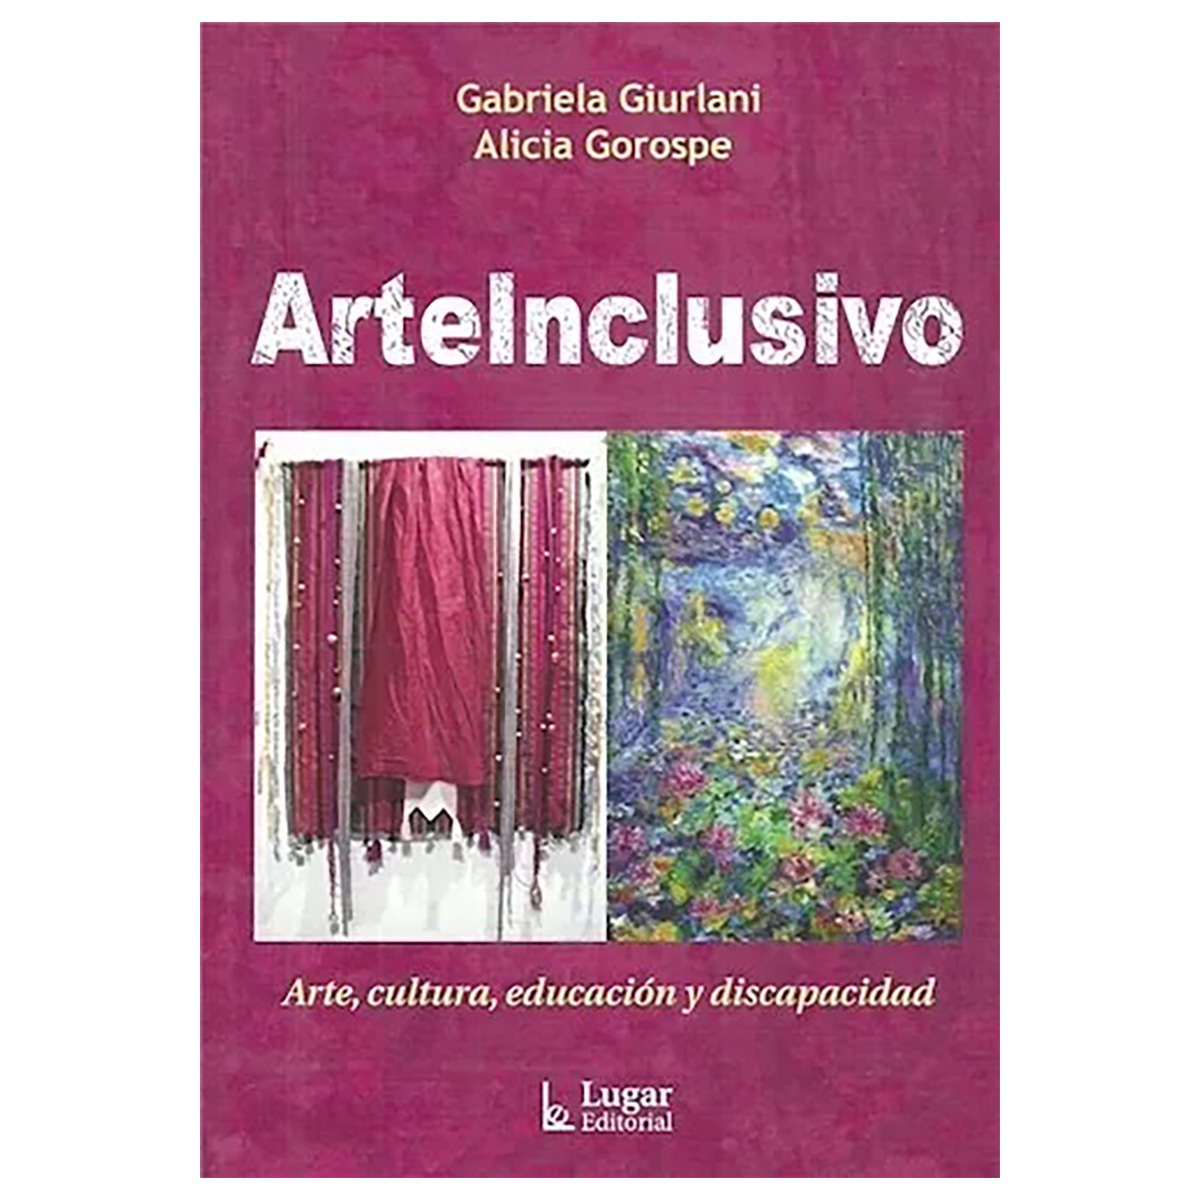 Gabriela Giurlani
Alicia Gorospe
ArteInclusivo
Arte, cultura, educación y discapacidad
Lugar
Editorial